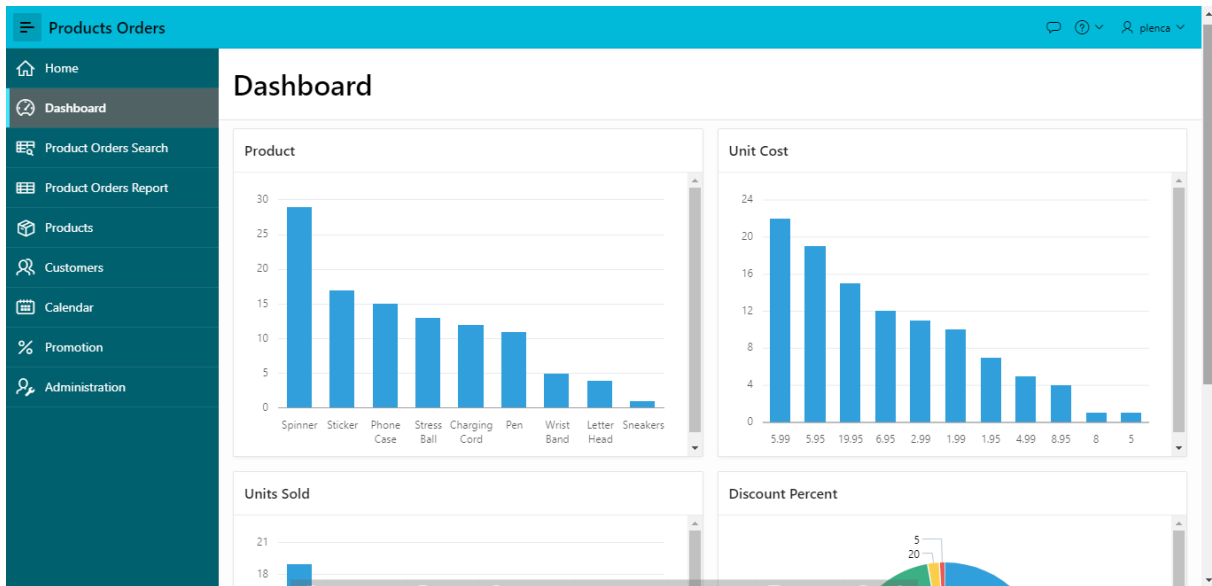 Products Orders
plenca
Home
Dashboard
Product Orders Search
Product Orders Report
Products
Customers
Calendar
Promotion
Administration
Dashboard
Product
30
25
20
15
10
5
0
Spinner Sticker Phone Case Stress Ball Charging Cord Pen Wrist Band Letter Head Sneakers
Unit Cost
24
20
16
12
8
4
0
5.99 5.95 19.95 6.95 2.99 1.99 1.95 4.99 8.95 8 5
Units Sold
21
18
Discount Percent
5
20